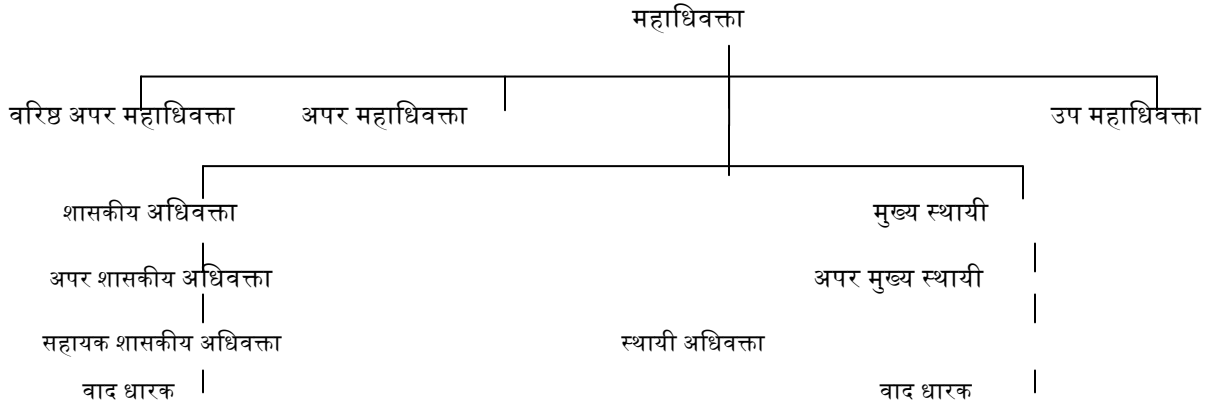 महाधिवक्ता
वरिष्ठ अपर महाधिवक्ता अपर महाधिवक्ता उप महाधिवक्ता
शासकीय अधिवक्ता मुख्य स्थायी
अपर शासकीय अधिवक्ता अपर मुख्य स्थायी
सहायक शासकीय अधिवक्ता स्थायी अधिवक्ता
वाद धारक वाद धारक